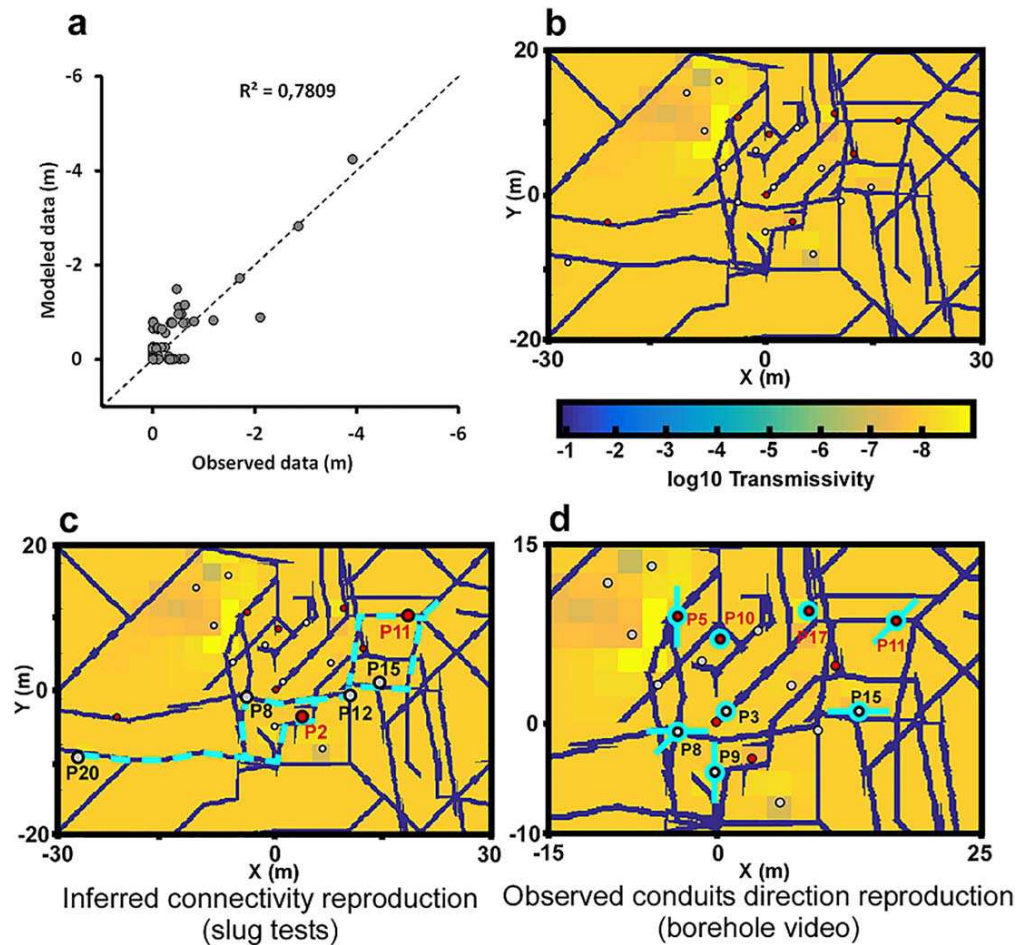 a
R² = 0,7809
-6
-4
-2
0
Modeled data (m)
0
-2
-4
-6
Observed data (m)
b
20
0
-20
Y (m)
-30
0
30
X (m)
-1
-2
-3
-4
-5
-6
-7
-8
log10 Transmissivity
c
20
0
-20
Y (m)
P11
P15
P8
P12
P2
P20
-30
0
30
X (m)
Inferred connectivity reproduction
(slug tests)
d
15
0
-10
P5
P10
P17
P11
P15
P3
P8
P9
-15
0
25
X (m)
Observed conduits direction reproduction
(borehole video)